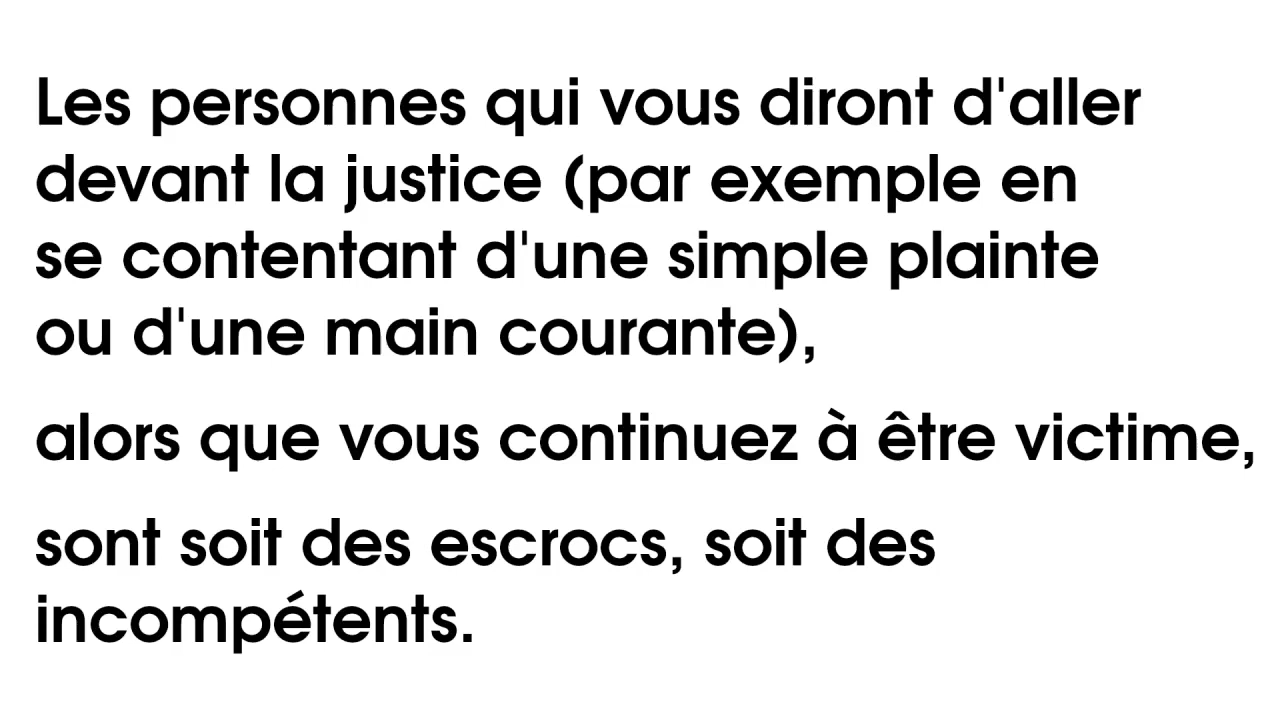 Les personnes qui vous diront d'aller
devant la justice (par exemple en
se contentant d'une simple plainte
ou d'une main courante),
alors que vous continuez à être victime,
sont soit des escrocs, soit des
incompétents.